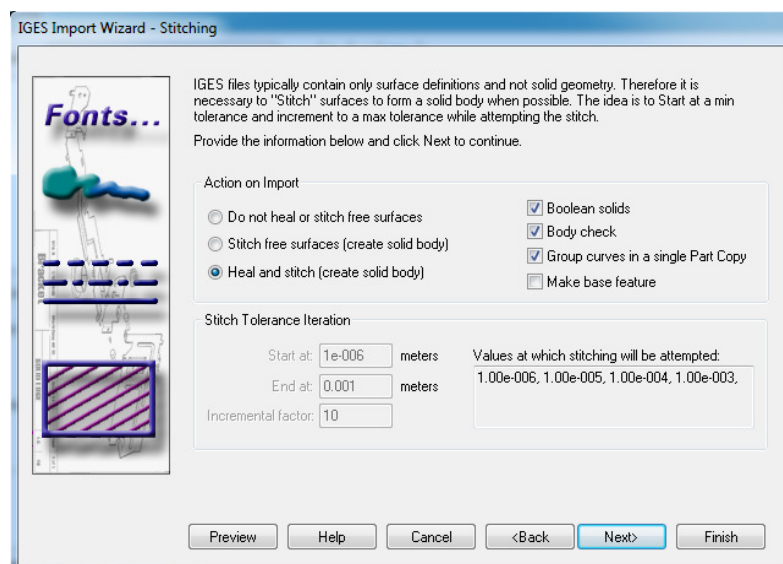 IGES Import Wizard - Stitching
Fonts...
IGES files typically contain only surface definitions and not solid geometry. Therefore it is
necessary to "Stitch" surfaces to form a solid body when possible. The idea is to Start at a min
tolerance and increment to a max tolerance while attempting the stitch.
Provide the information below and click Next to continue.
Action on Import
Do not heal or stitch free surfaces
Stitch free surfaces (create solid body)
Heal and stitch (create solid body)
Boolean solids
Body check
Group curves in a single Part Copy
Make base feature
Stitch Tolerance Iteration
Start at: 1e-006 meters
End at: 0.001 meters
Incremental factor: 10
Values at which stitching will be attempted:
1.00e-006, 1.00e-005, 1.00e-004, 1.00e-003,
Preview Help Cancel <Back Next> Finish